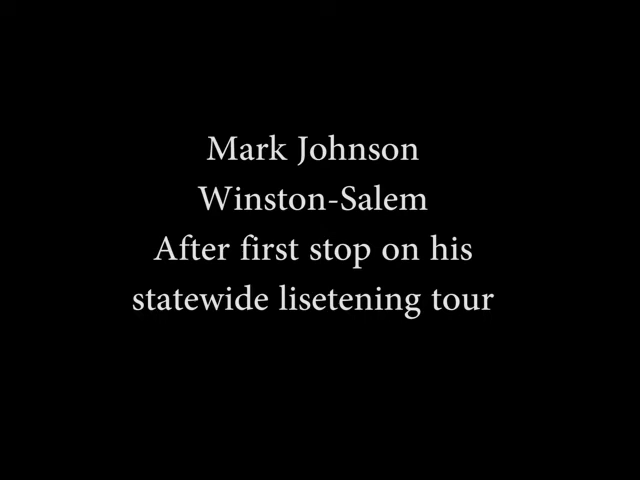 Mark Johnson
Winston-Salem
After first stop on his
statewide lisetening tour